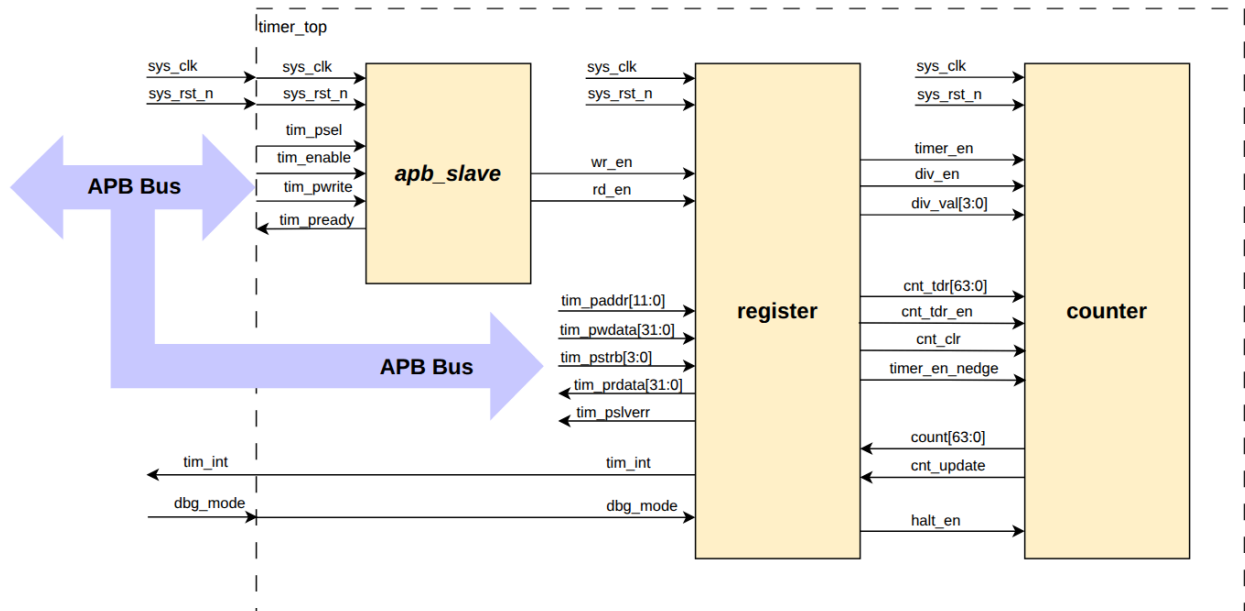 timer_top
sys_clk
sys_clk
sys_clk
sys_clk
sys_rst_n
sys_rst_n
sys_rst_n
sys_rst_n
tim_psel
tim_enable
tim_pwrite
tim_pready
APB Bus
apb_slave
wr_en
rd_en
timer_en
div_en
div_val[3:0]
tim_paddr[11:0]
tim_pwdata[31:0]
tim_pstrb[3:0]
tim_prdata[31:0]
tim_pslverr
APB Bus
register
cnt_tdr[63:0]
cnt_tdr_en
cnt_clr
timer_en_nedge
counter
count[63:0]
cnt_update
tim_int
tim_int
dbg_mode
dbg_mode
halt_en